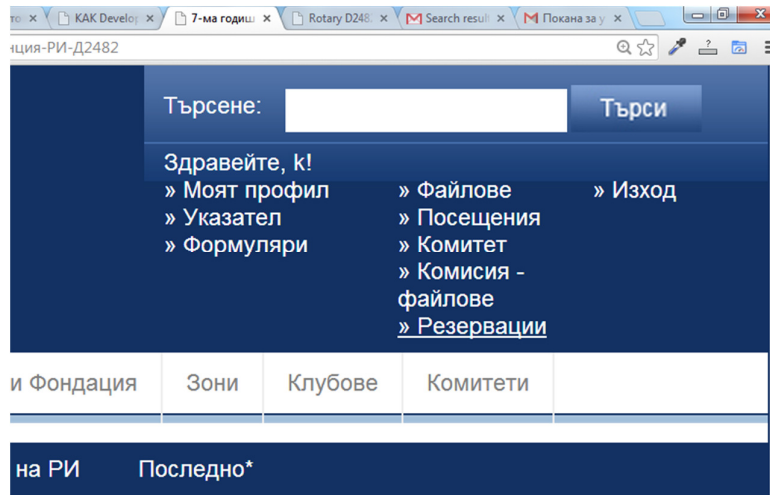 KAK Develop
7-ма годиш
Rotary D248
Search resul
Покана за у
нция-РИ-Д2482
Търсене:
Търси
Здравейте, k!
» Моят профил
» Файлове
» Изход
» Указател
» Посещения
» Формуляри
» Комитет
» Комисия -
файлове
» Резервации
и Фондация
Зони
Клубове
Комитети
на РИ
Последно*